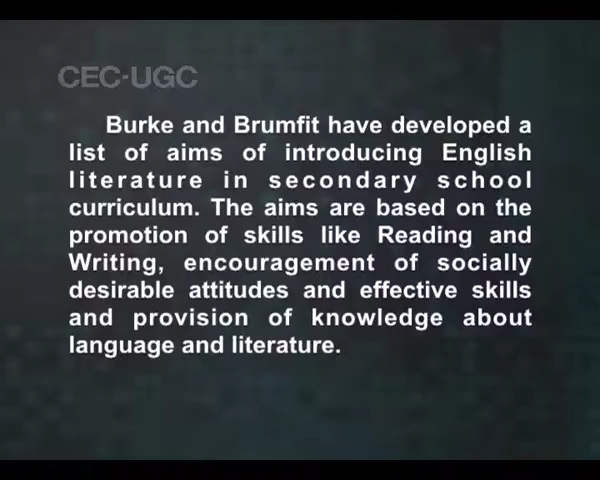 CEC-UGC
Burke and Brumfit have developed a
list of aims of introducing English
literature in secondary school
curriculum. The aims are based on the
promotion of skills like Reading and
Writing, encouragement of socially
desirable attitudes and effective skills
and provision of knowledge about
language and literature.